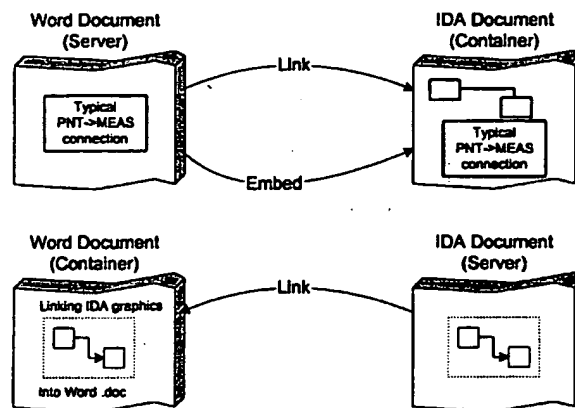 Word Document
(Server)
IDA Document
(Container)
Link
Typical
PNT->MEAS
connection
Typical
PNT->MEAS
connection
Embed
Word Document
(Container)
IDA Document
(Server)
Link
Linking IDA graphics
into Word .doc